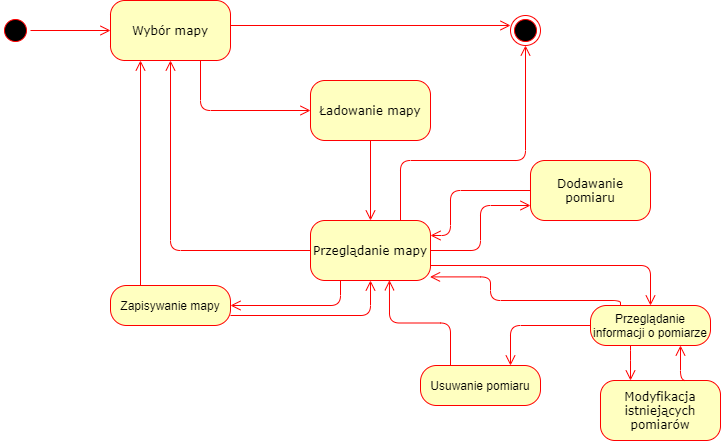 Wybór mapy
Ładowanie mapy
Dodawanie
pomiaru
Przeglądanie mapy
Zapisywanie mapy
Przeglądanie
informacji o pomiarze
Usuwanie pomiaru
Modyfikacja
istniejących
pomiarów